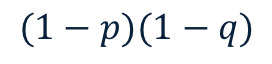 (1 − p)(1 − q)